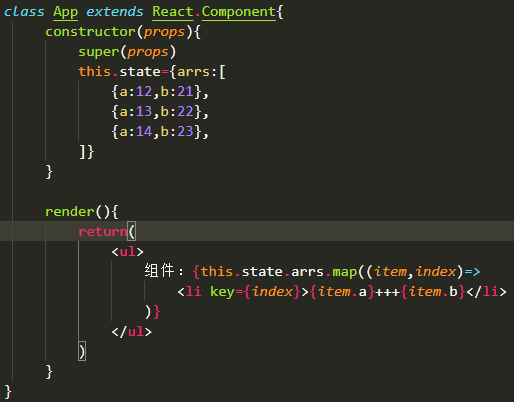 class App extends React.Component{
    constructor(props){
        super(props)
        this.state={arrs:[
            {a:12,b:21},
            {a:13,b:22},
            {a:14,b:23},
        ]}
    }

    render(){
        return(
            <ul>
                组件：{this.state.arrs.map((item,index)=>
                    <li key={index}>{item.a}+++{item.b}</li>
                )}
            </ul>
        )
    }
}